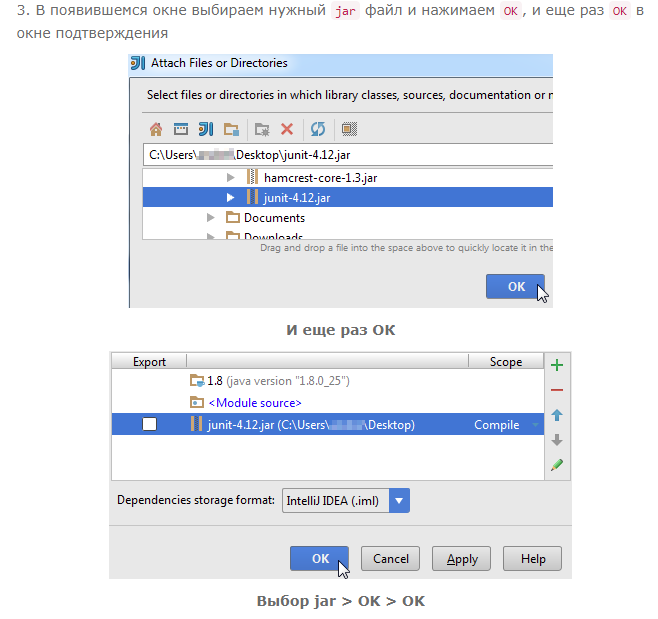 3. В появившемся окне выбираем нужный jar файл и нажимаем OK, и еще раз OK в
окне подтверждения
Attach Files or Directories
Select files or directories in which library classes, sources, documentation or
C:\Users\ \Desktop\junit-4.12.jar
hamcrest-core-1.3.jar
junit-4.12.jar
Documents
Downloads
Drag and drop a file into the space above to quickly locate it in the
OK
И еще раз ОК
Export Scope
1.8 (java version "1.8.0_25")
<Module source>
junit-4.12.jar (C:\Users\ \Desktop) Compile
Dependencies storage format: IntelliJ IDEA (.iml)
OK Cancel Apply Help
Выбор jar > OK > OK